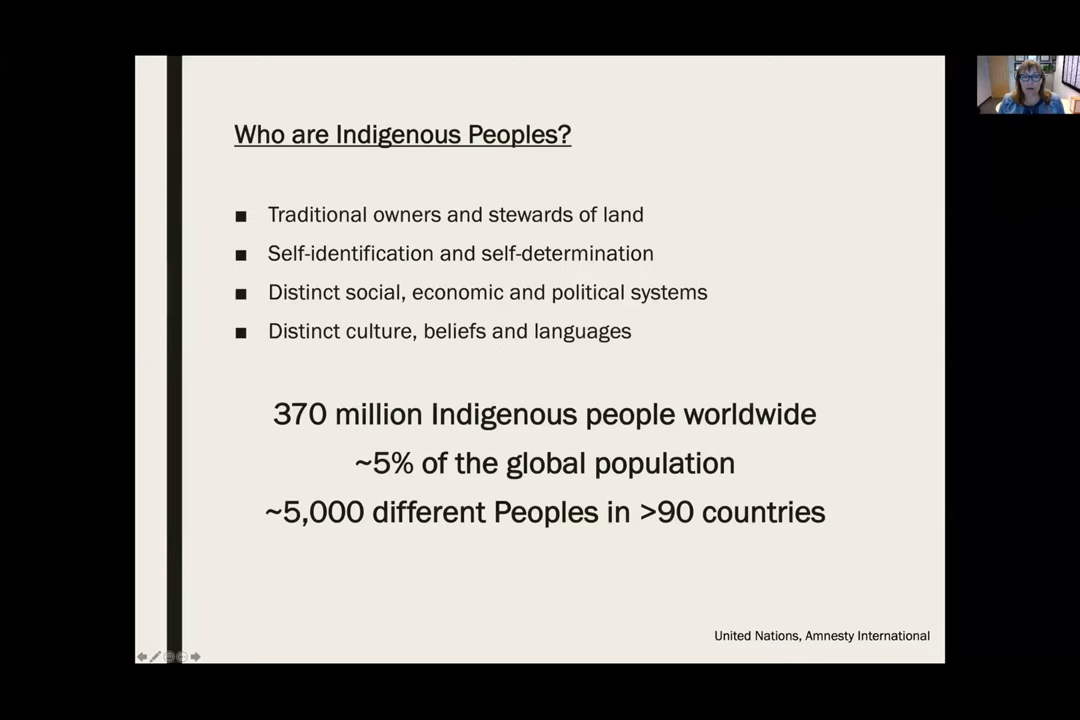 Who are Indigenous Peoples?
■ Traditional owners and stewards of land
■ Self-identification and self-determination
■ Distinct social, economic and political systems
■ Distinct culture, beliefs and languages
370 million Indigenous people worldwide
~5% of the global population
~5,000 different Peoples in >90 countries
United Nations, Amnesty International